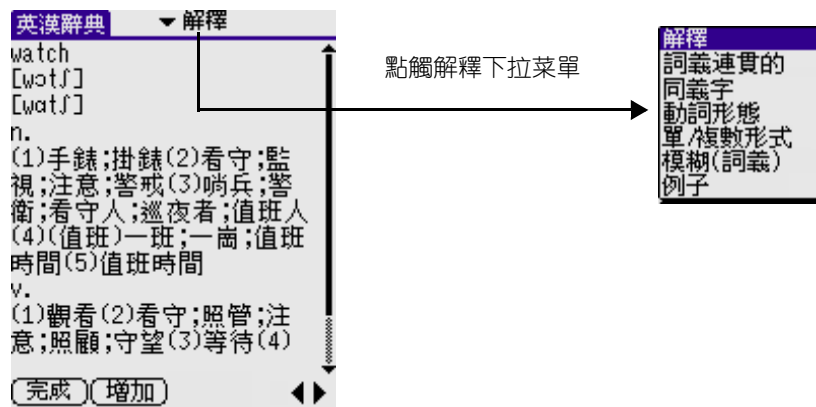 英漢辭典 解釋
watch
[wɔtʃ]
[wɑtʃ]
n.
(1)手錶;掛錶(2)看守;監
視;注意;警戒(3)哨兵;警
衛;看守人;巡夜者;值班人
(4)(值班)一班;一崗;值班
時間(5)值班時間
v.
(1)觀看(2)看守;照管;注
意;照顧;守望(3)等待(4)
完成 增加
點觸解釋下拉菜單
解釋
詞義連貫的
同義字
動詞形態
單/複數形式
模糊(詞義)
例子